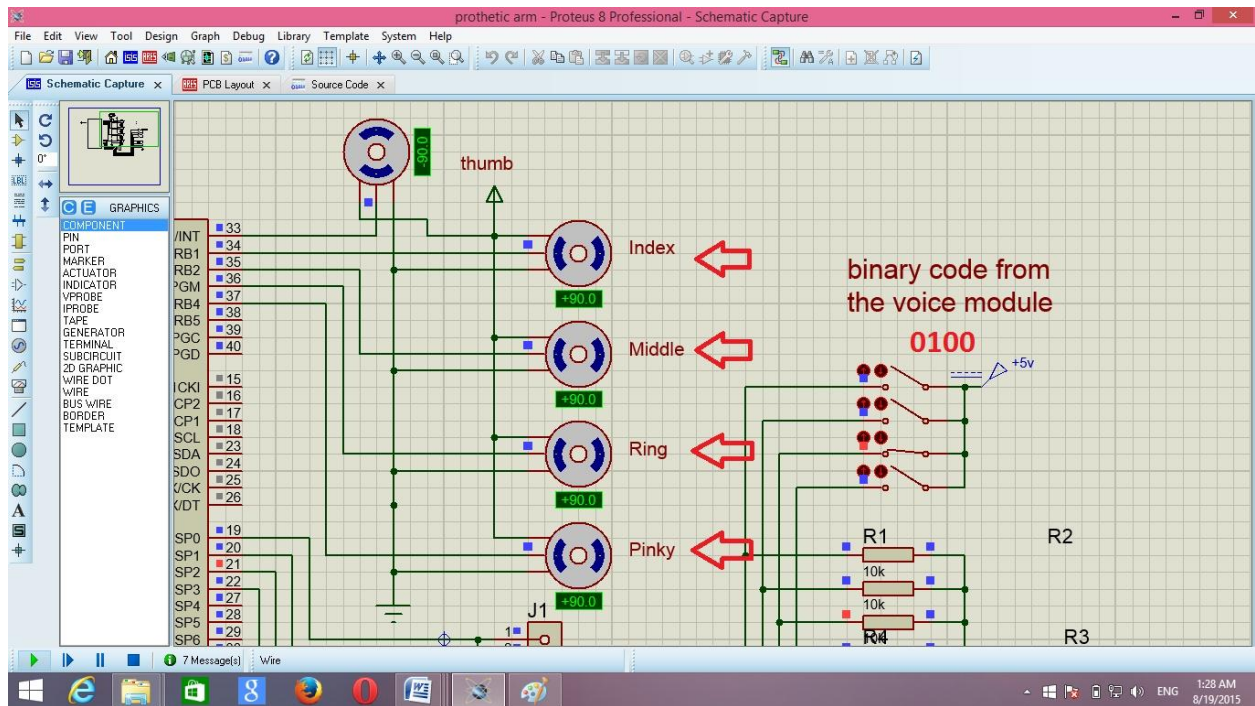 prothetic arm - Proteus 8 Professional - Schematic Capture
File Edit View Tool Design Graph Debug Library Template System Help
Schematic Capture x PCB Layout x Source Code x
0°
C E GRAPHICS
COMPONENT
PIN
PORT
MARKER
ACTUATOR
INDICATOR
VPROBE
IPROBE
TAPE
GENERATOR
TERMINAL
SUBCIRCUIT
2D GRAPHIC
WIRE DOT
WIRE
BUS WIRE
BORDER
TEMPLATE
-90.0
thumb
/INT 33
RB1 34
RB2 35
PGM 36
RB4 37
RB5 38
PGC 39
PGD 40
15
CP2 16
CP1 17
SCL 18
SDA 23
SDO 24
/CK 25
/DT 26
SP0 19
SP1 20
SP2 21
SP3 22
SP4 27
SP5 28
SP6 29
Index
+90.0
Middle
+90.0
Ring
+90.0
Pinky
+90.0
J1
1
binary code from
the voice module
0100
+5v
R1
10k
10k
R2
R4
R3
7 Message(s) Wire
ENG
1:28 AM
8/19/2015